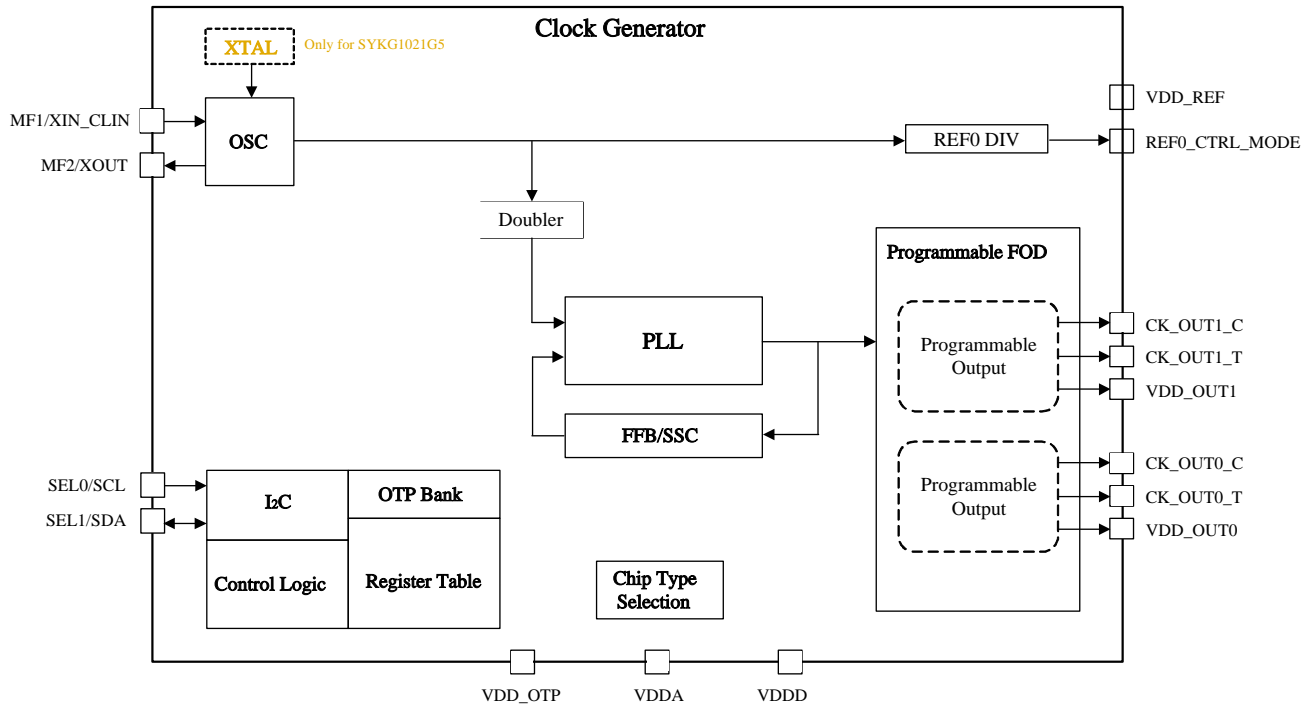 Clock Generator
XTAL
Only for SYKG1021G5
VDD_REF
MF1/XIN_CLIN
OSC
REF0 DIV
REF0_CTRL_MODE
MF2/XOUT
Doubler
Programmable FOD
PLL
Programmable
Output
CK_OUT1_C
CK_OUT1_T
VDD_OUT1
FFB/SSC
SEL0/SCL
SEL1/SDA
I2C
OTP Bank
Control Logic
Register Table
Programmable
Output
CK_OUT0_C
CK_OUT0_T
VDD_OUT0
Chip Type
Selection
VDD_OTP
VDDA
VDDD